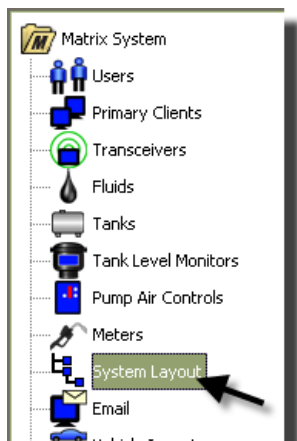 Matrix System
Users
Primary Clients
Transceivers
Fluids
Tanks
Tank Level Monitors
Pump Air Controls
Meters
System Layout
Email